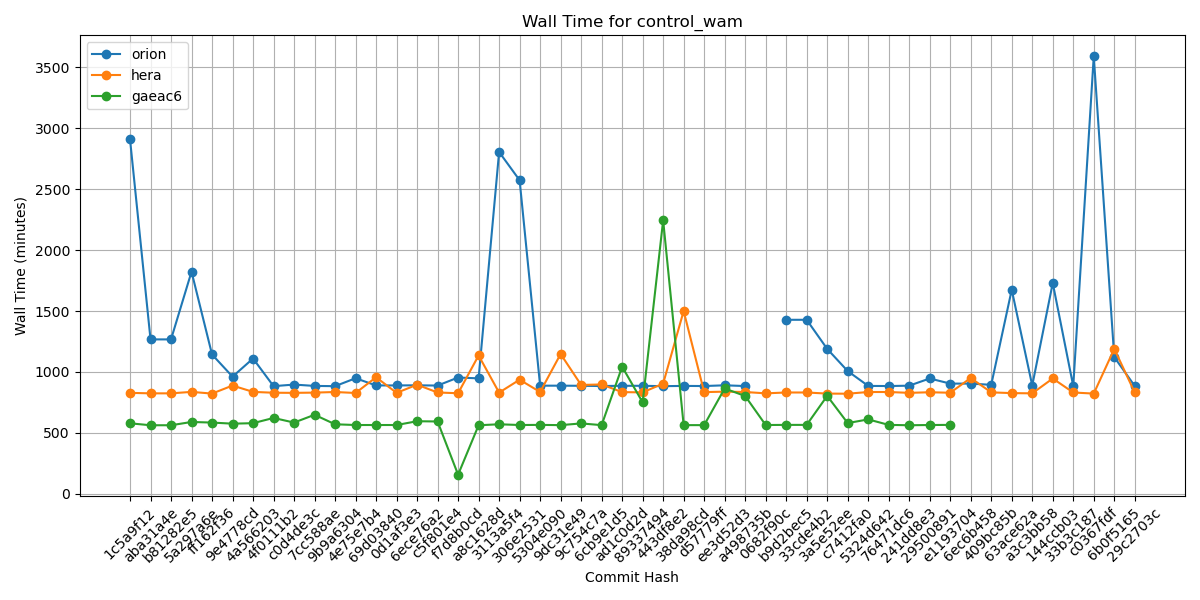 Wall Time for control_wam
orion
hera
gaeac6
Wall Time (minutes)
3500
3000
2500
2000
1500
1000
500
0
1c5a9f12
aba31a4e
b81282e5
5a297a6e
ff162f36
9e4778cd
4a566203
4f0111b2
c0d4de3c
7cc588ae
9b9a6304
4e75e7b4
69d03840
0d1af3e3
6ece76a2
c5f801e4
f7d8b0cd
a8c1628d
3113a5f4
306e2531
5304e090
9dc31e49
9c754c7a
6cb9e1d5
ad1c0d2d
89337494
443df8e2
38da98cd
d57779ff
ee3d52d3
a498735b
0682f90c
b9d2bec5
33cde4b2
3a5e52ee
c7412fa0
5324d642
76471dc6
241dd8e3
29500891
e1193704
6ec6b458
409bc85b
63ace62a
a3c3bb58
144ccb03
33b3c187
c0367fdf
6b0f5165
29c2703c
Commit Hash